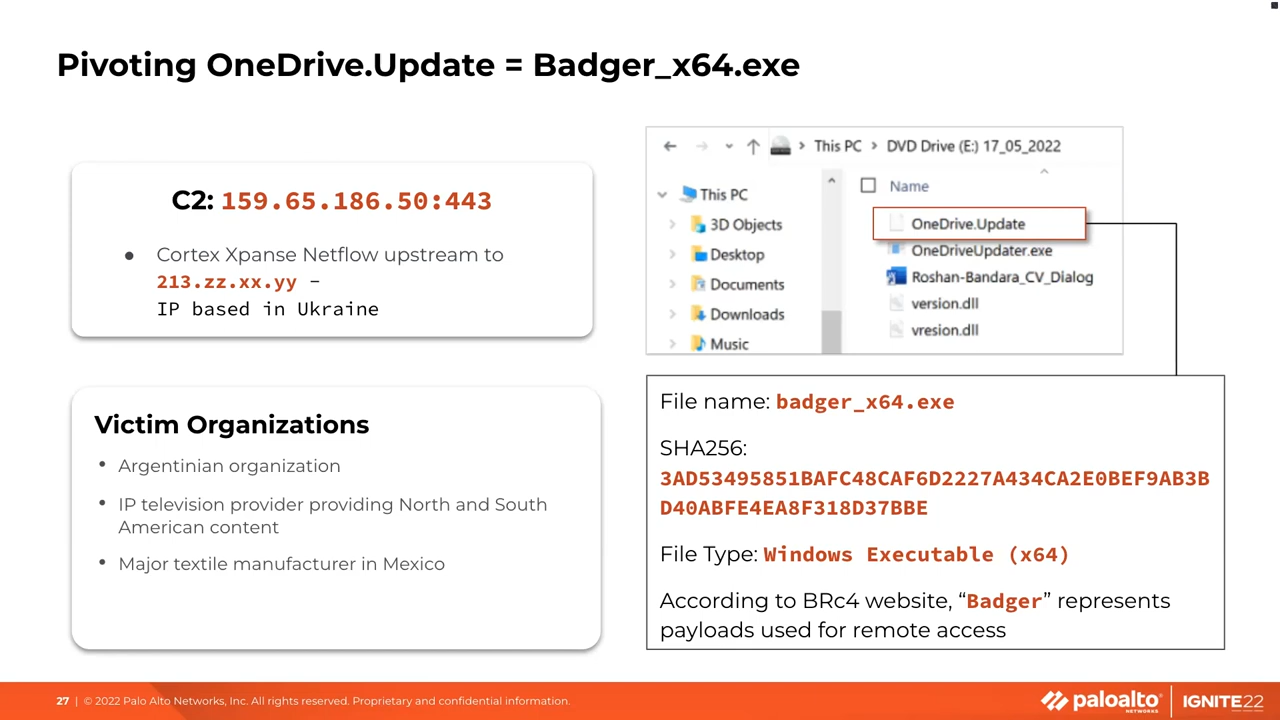 Pivoting OneDrive.Update = Badger_x64.exe
C2: 159.65.186.50:443
• Cortex Xpanse Netflow upstream to
213.zz.xx.yy –
IP based in Ukraine
Victim Organizations
• Argentinian organization
• IP television provider providing North and South
American content
• Major textile manufacturer in Mexico
This PC > DVD Drive (E:) 17_05_2022
This PC
3D Objects
Desktop
Documents
Downloads
Music
Name
OneDrive.Update
OneDriveUpdater.exe
Roshan-Bandara_CV_Dialog
version.dll
vresion.dll
File name: badger_x64.exe
SHA256:
3AD53495851BAFC48CAF6D2227A434CA2E0BEF9AB3B
D40ABFE4EA8F318D37BBE
File Type: Windows Executable (x64)
According to BRc4 website, “Badger” represents
payloads used for remote access
27 | © 2022 Palo Alto Networks, Inc. All rights reserved. Proprietary and confidential information.
paloalto
NETWORKS
IGNITE22